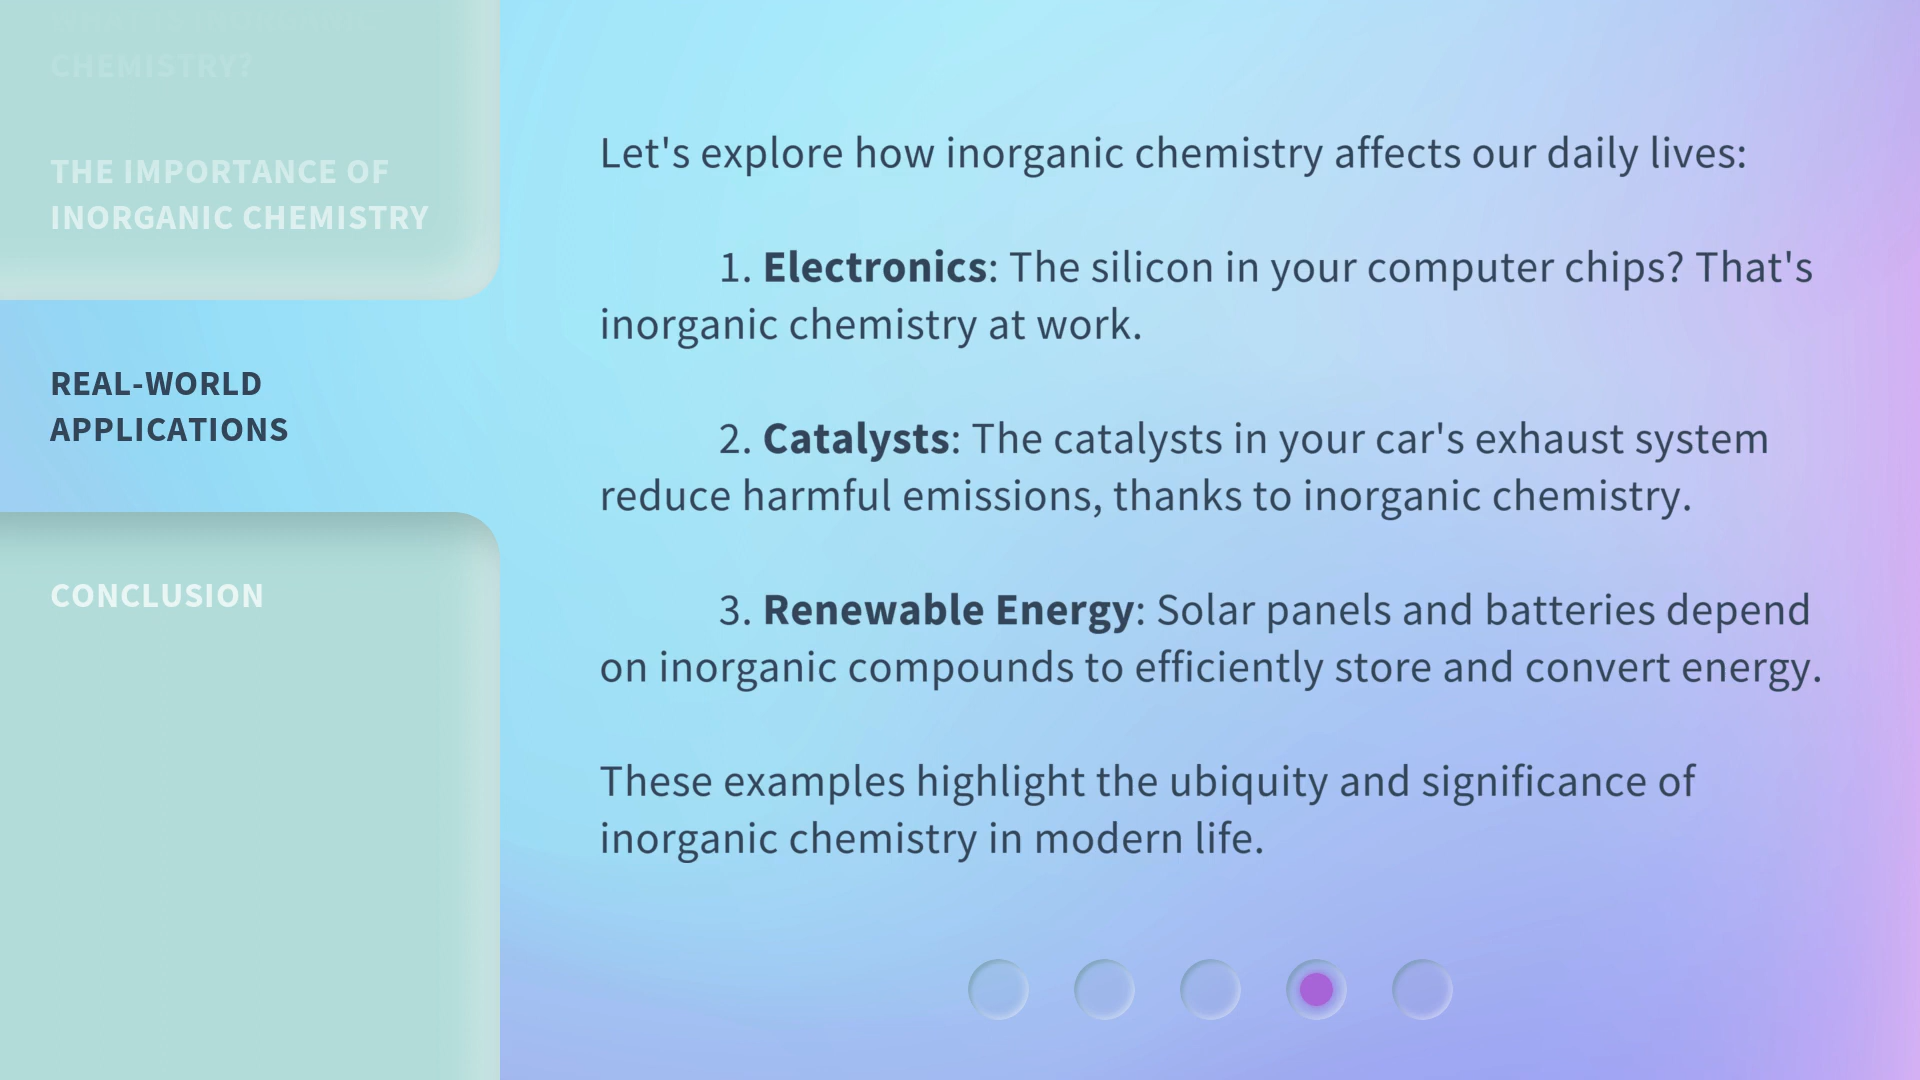 CHEMISTRY?
THE IMPORTANCE OF
INORGANIC CHEMISTRY
REAL-WORLD
APPLICATIONS
CONCLUSION
Let's explore how inorganic chemistry affects our daily lives:
1. Electronics: The silicon in your computer chips? That's
inorganic chemistry at work.
2. Catalysts: The catalysts in your car's exhaust system
reduce harmful emissions, thanks to inorganic chemistry.
3. Renewable Energy: Solar panels and batteries depend
on inorganic compounds to efficiently store and convert energy.
These examples highlight the ubiquity and significance of
inorganic chemistry in modern life.